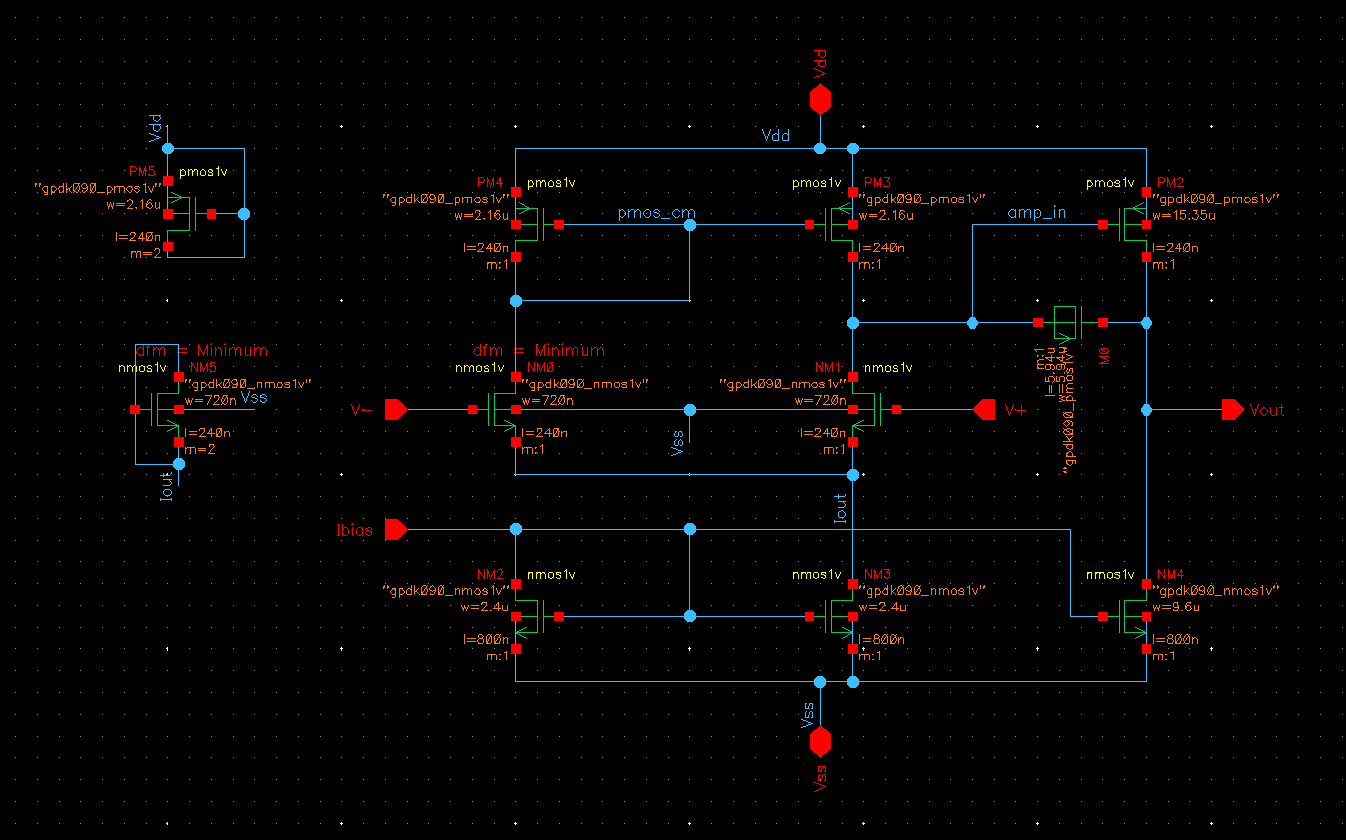 Vdd
Vdd
Vdd
PM5 pmos1v
"gpdk090_pmos1v"
w=2.16u
l=240n
m=2
PM4 pmos1v
"gpdk090_pmos1v"
w=2.16u
l=240n
m:1
pmos_cm
pmos1v PM3
"gpdk090_pmos1v"
w=2.16u
l=240n
m:1
amp_in
pmos1v PM2
"gpdk090_pmos1v"
w=15.35u
l=240n
m:1
dfm = Minimum
nmos1v NM5
"gpdk090_nmos1v"
w=720n Vss
l=240n
m=2
Iout
dfm = Minimum
nmos1v NM0
"gpdk090_nmos1v"
V- w=720n
l=240n
m:1
Vss
NM1 nmos1v
"gpdk090_nmos1v"
w=720n V+
l=240n
m:1
Iout
M0
m:1
l=5.94u
w=5.94u
"gpdk090_pmos1v"
Vout
Ibias
NM2 nmos1v
"gpdk090_nmos1v"
w=2.4u
l=800n
m:1
nmos1v NM3
"gpdk090_nmos1v"
w=2.4u
l=800n
m:1
nmos1v NM4
"gpdk090_nmos1v"
w=9.6u
l=800n
m:1
Vss
Vss